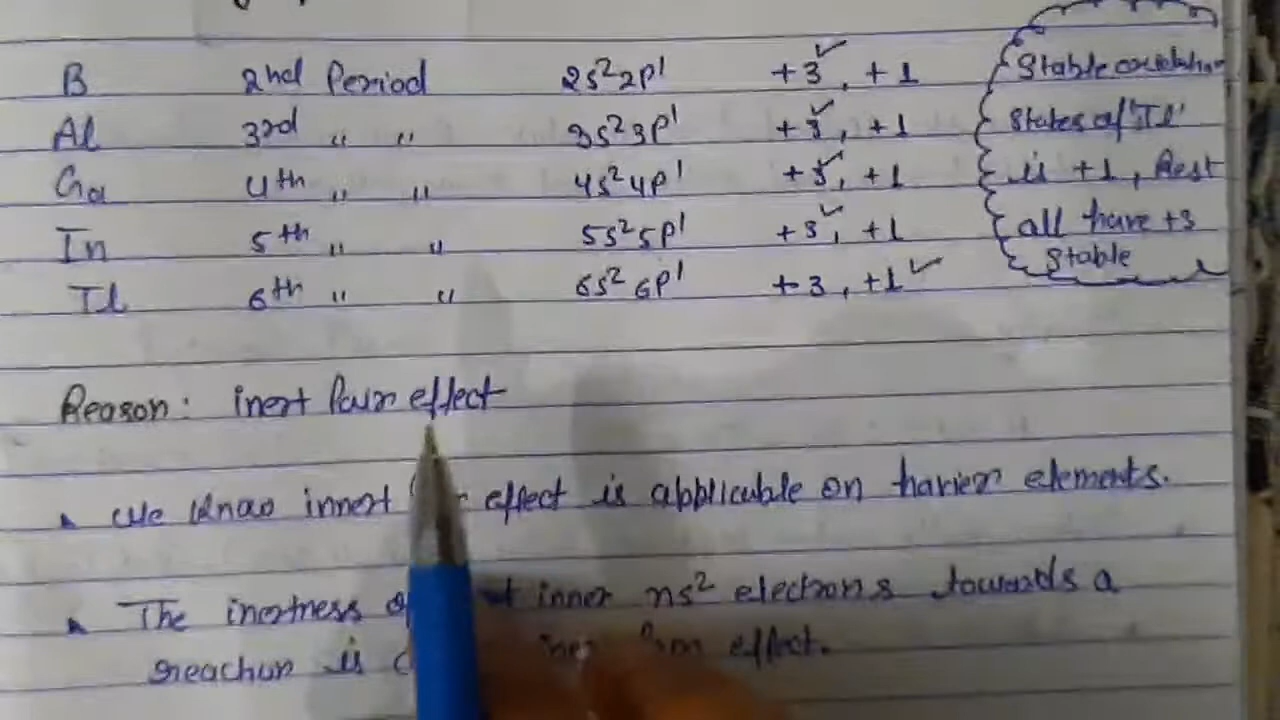 B 2nd Period 2s²2p¹ +3✓, +1
Al 3rd " " 3s²3p¹ +3✓, +1
Ga 4th " " 4s²4p¹ +3✓, +1
In 5th " " 5s²5p¹ +3✓, +1
Tl 6th " " 6s²6p¹ +3, +1✓
Stable oxidation
states of 'Tl'
is +1, Rest
all have +3
stable
Reason: inert Pair effect
We know innert effect is applicable on havier elements.
The inertness inner ns² electrons towards a
reaction is effect.